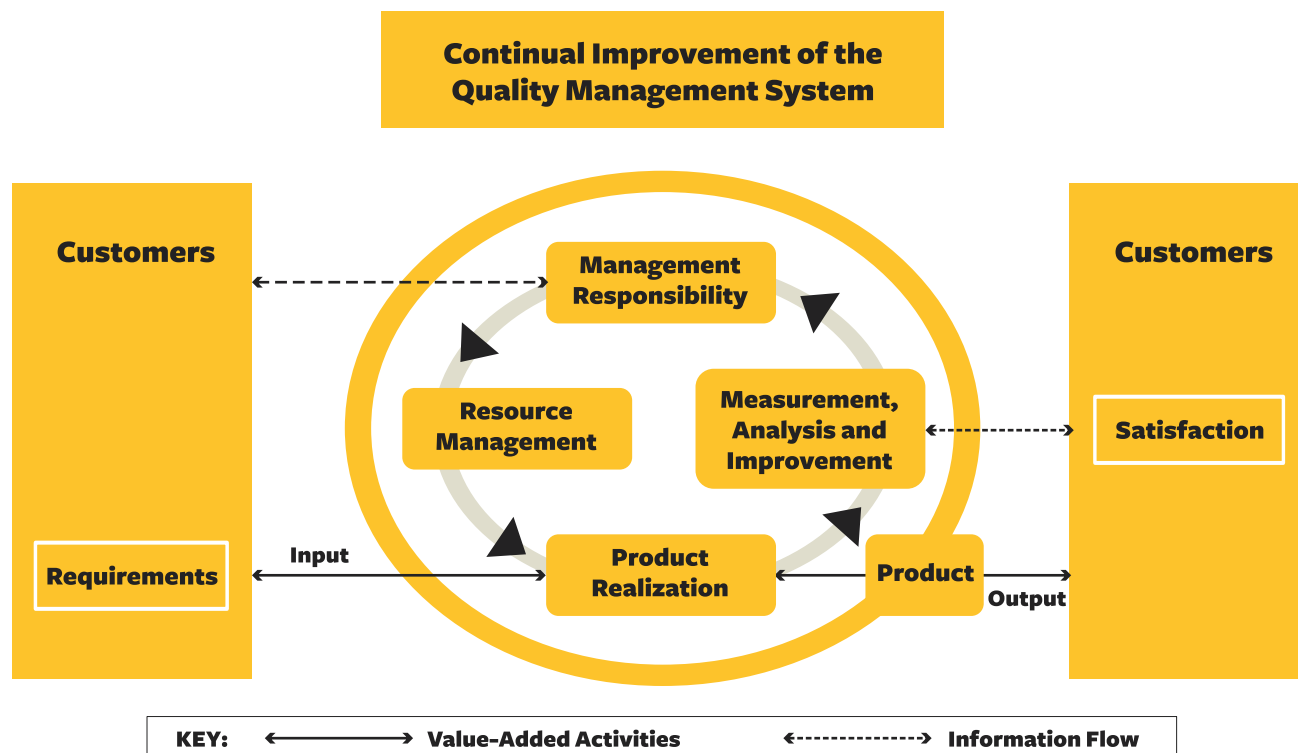 Continual Improvement of the
Quality Management System
Customers
Requirements
Input
Management
Responsibility
Resource
Management
Measurement,
Analysis and
Improvement
Product
Realization
Product
Output
Customers
Satisfaction
KEY: Value-Added Activities Information Flow